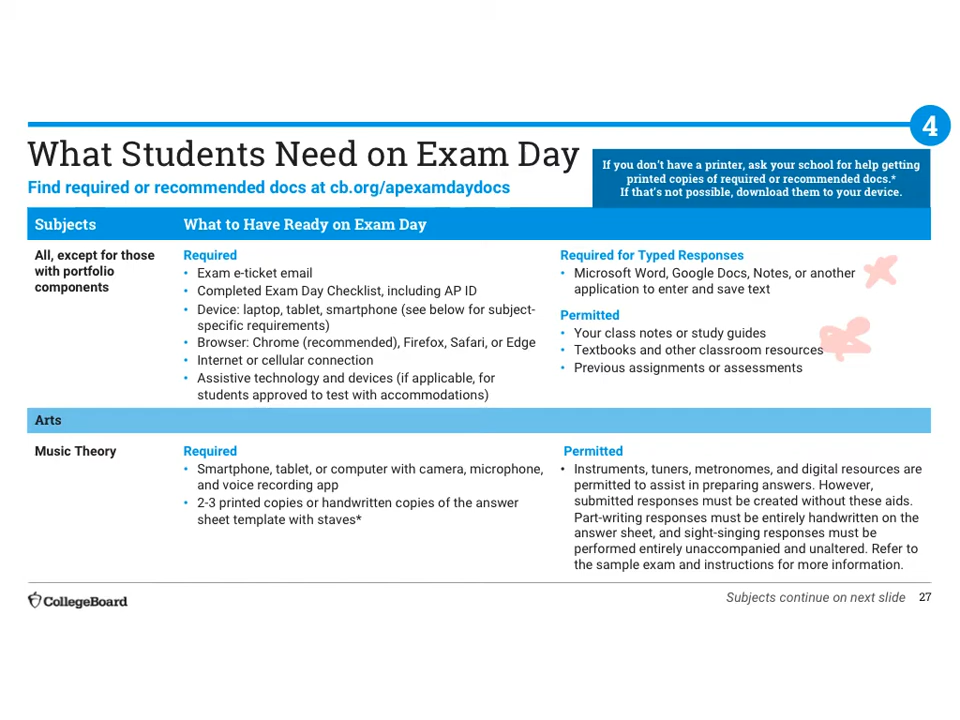 4
What Students Need on Exam Day
Find required or recommended docs at cb.org/apexamdaydocs
If you don't have a printer, ask your school for help getting
printed copies of required or recommended docs.*
If that's not possible, download them to your device.
Subjects What to Have Ready on Exam Day
All, except for those
with portfolio
components
Required
• Exam e-ticket email
• Completed Exam Day Checklist, including AP ID
• Device: laptop, tablet, smartphone (see below for subject-
specific requirements)
• Browser: Chrome (recommended), Firefox, Safari, or Edge
• Internet or cellular connection
• Assistive technology and devices (if applicable, for
students approved to test with accommodations)
Required for Typed Responses
• Microsoft Word, Google Docs, Notes, or another
application to enter and save text
Permitted
• Your class notes or study guides
• Textbooks and other classroom resources
• Previous assignments or assessments
Arts
Music Theory
Required
• Smartphone, tablet, or computer with camera, microphone,
and voice recording app
• 2-3 printed copies or handwritten copies of the answer
sheet template with staves*
Permitted
• Instruments, tuners, metronomes, and digital resources are
permitted to assist in preparing answers. However,
submitted responses must be created without these aids.
Part-writing responses must be entirely handwritten on the
answer sheet, and sight-singing responses must be
performed entirely unaccompanied and unaltered. Refer to
the sample exam and instructions for more information.
CollegeBoard
Subjects continue on next slide 27